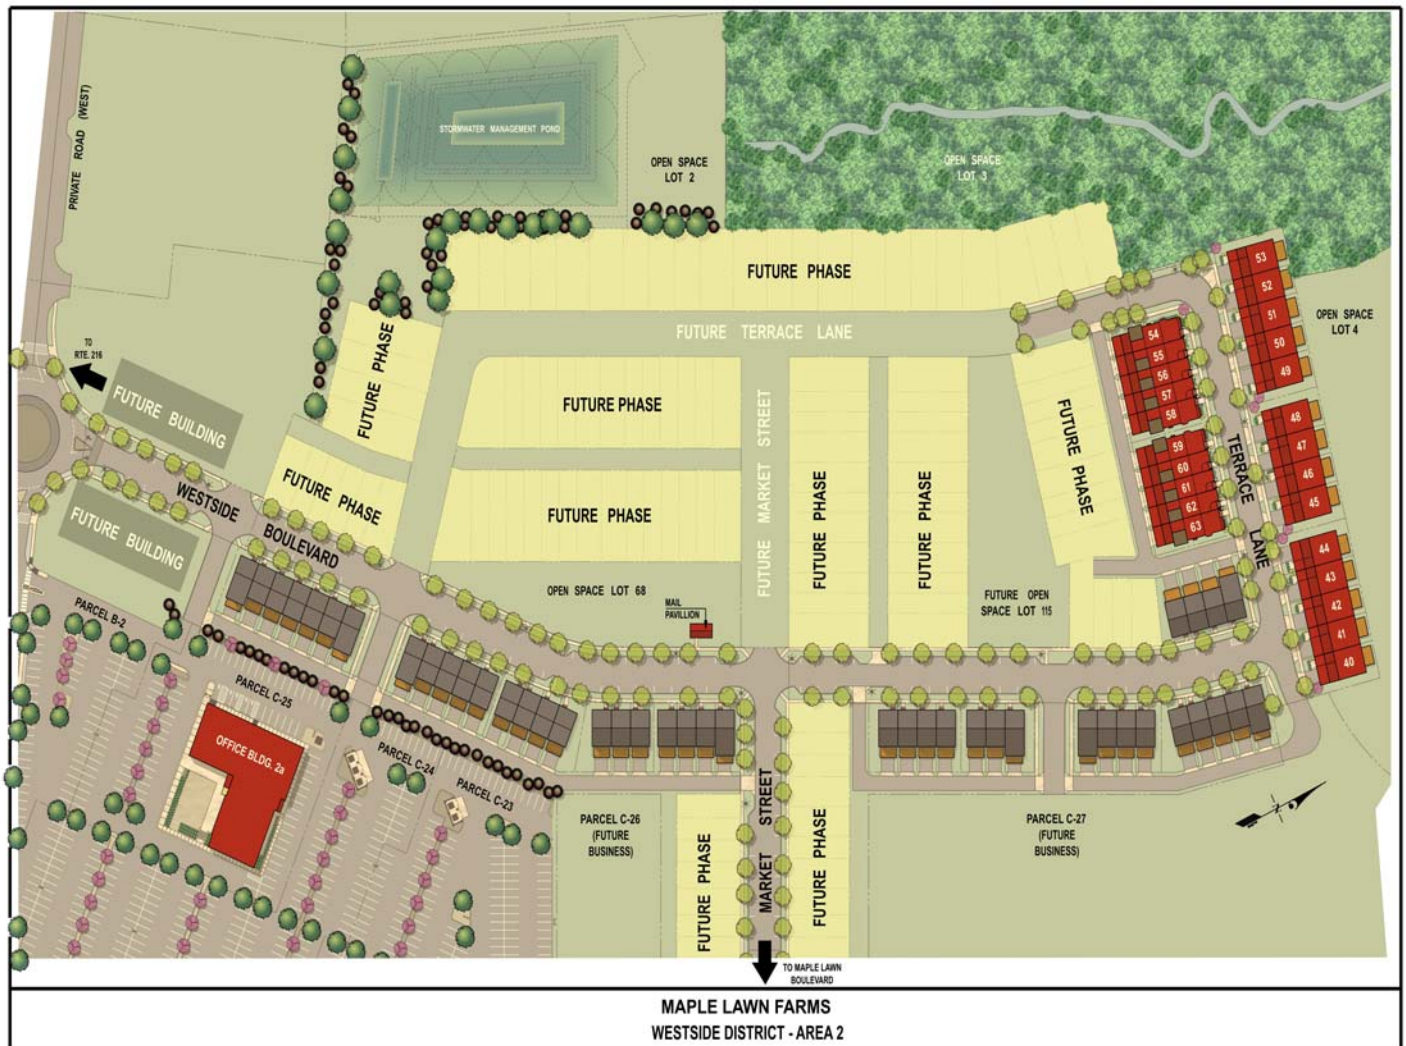 PRIVATE ROAD (WEST)
STORMWATER MANAGEMENT POND
OPEN SPACE
LOT 2
OPEN SPACE
LOT 3
FUTURE PHASE
53
52
51
50
49
OPEN SPACE
LOT 4
TO
RTE. 216
FUTURE BUILDING
FUTURE PHASE
FUTURE TERRACE LANE
54
55
56
57
58
48
47
46
45
FUTURE PHASE
FUTURE MARKET STREET
FUTURE PHASE
59
60
61
62
63
TERRACE LANE
FUTURE PHASE
WESTSIDE BOULEVARD
FUTURE BUILDING
FUTURE PHASE
FUTURE PHASE
FUTURE PHASE
44
43
42
41
40
OPEN SPACE LOT 68
MAIL
PAVILLION
FUTURE OPEN
SPACE LOT 115
PARCEL B-2
PARCEL C-25
OFFICE BLDG. 2a
PARCEL C-24
PARCEL C-23
PARCEL C-26
(FUTURE
BUSINESS)
FUTURE PHASE
MARKET STREET
FUTURE PHASE
PARCEL C-27
(FUTURE
BUSINESS)
TO MAPLE LAWN
BOULEVARD
MAPLE LAWN FARMS
WESTSIDE DISTRICT - AREA 2